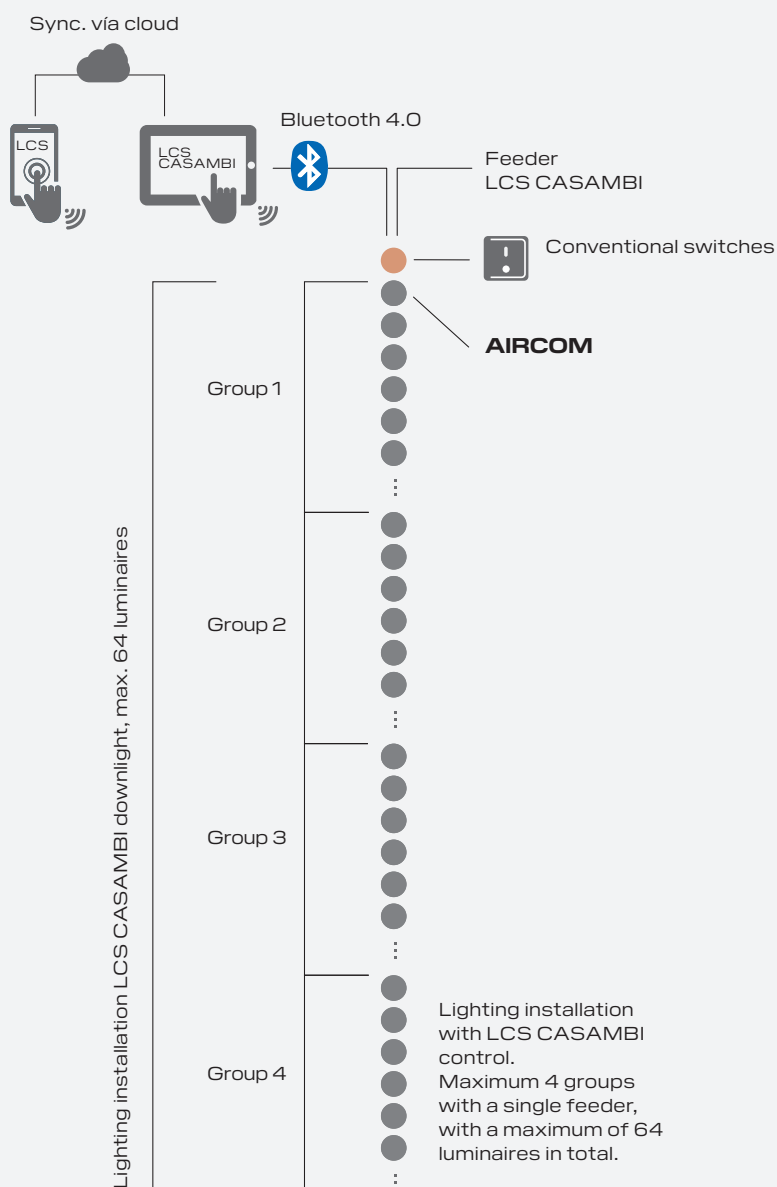 Sync. vía cloud
LCS
LCS
CASAMBI
Bluetooth 4.0
Feeder
LCS CASAMBI
Conventional switches
AIRCOM
Group 1
Group 2
Group 3
Group 4
Lighting installation LCS CASAMBI downlight, max. 64 luminaires
Lighting installation
with LCS CASAMBI
control.
Maximum 4 groups
with a single feeder,
with a maximum of 64
luminaires in total.